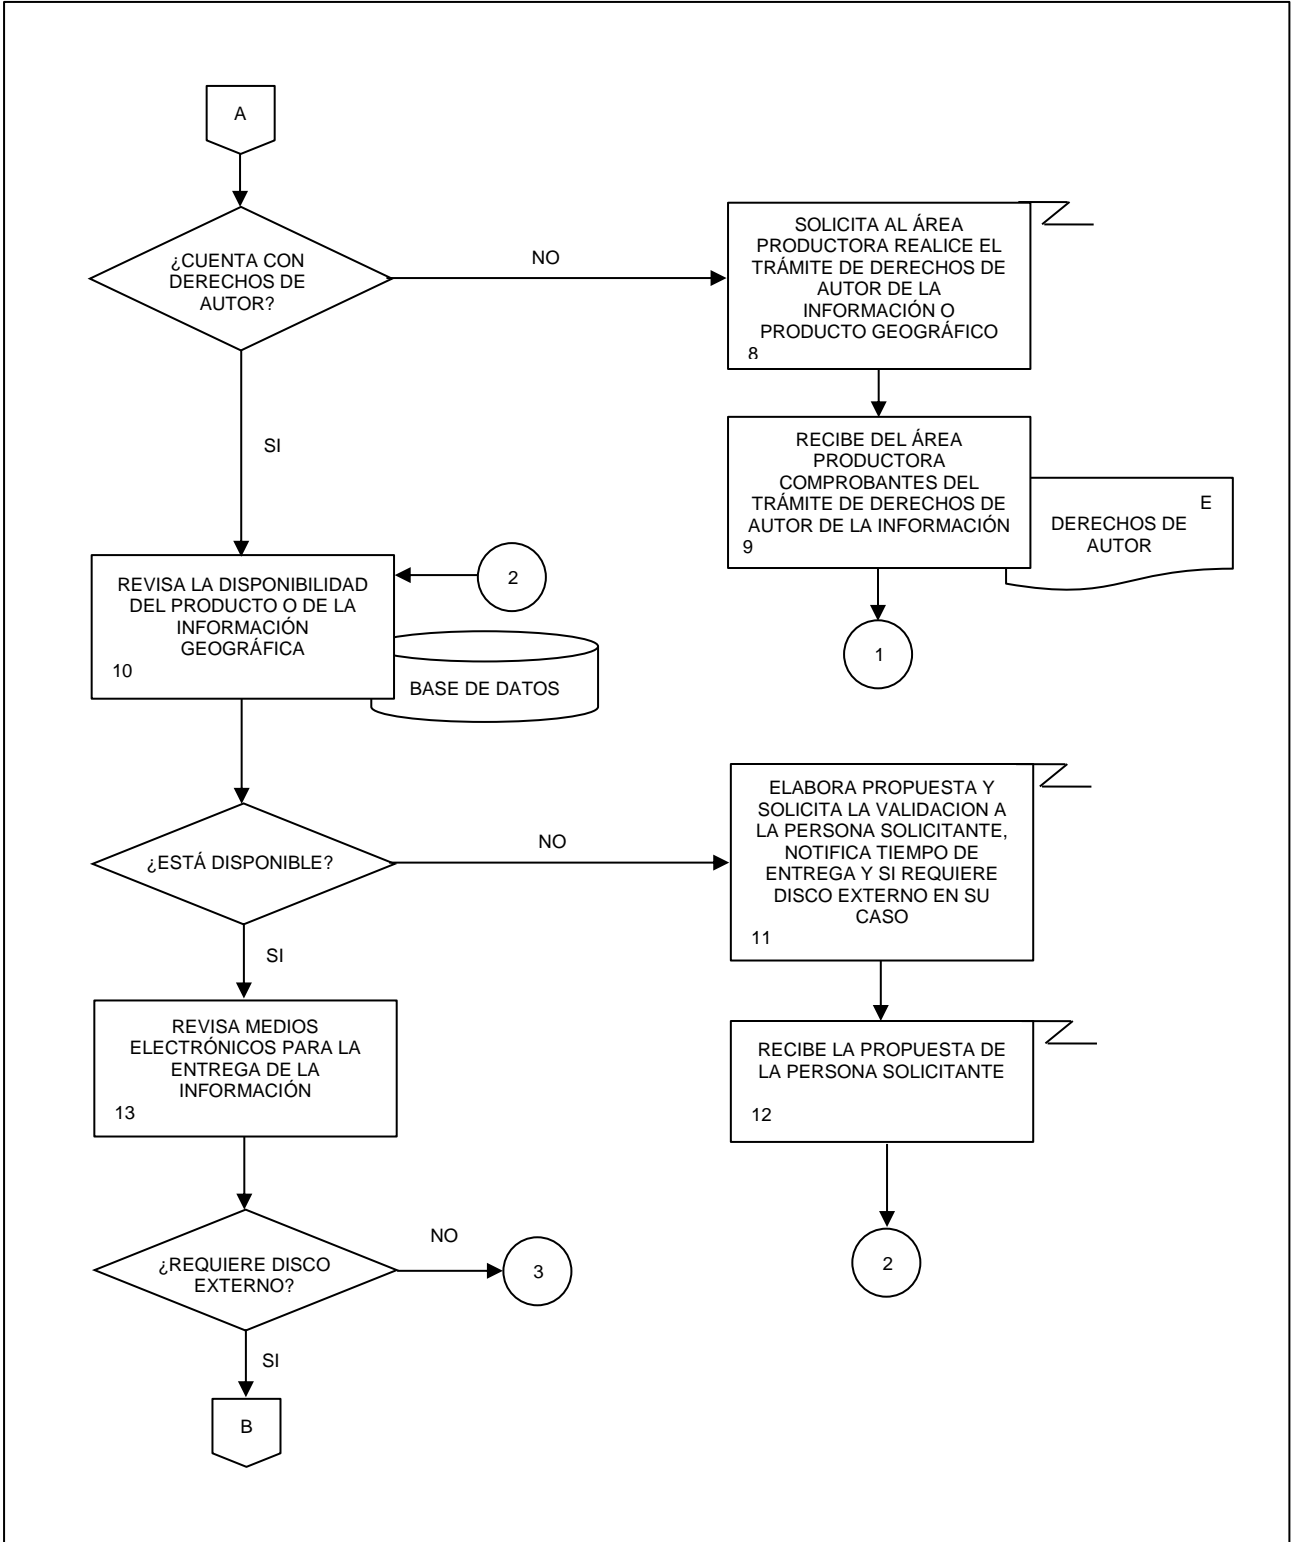 A
¿CUENTA CON
DERECHOS DE
AUTOR?
NO
SOLICITA AL ÁREA
PRODUCTORA REALICE EL
TRÁMITE DE DERECHOS DE
AUTOR DE LA
INFORMACIÓN O
PRODUCTO GEOGRÁFICO
8
SI
RECIBE DEL ÁREA
PRODUCTORA
COMPROBANTES DEL
TRÁMITE DE DERECHOS DE
AUTOR DE LA INFORMACIÓN
9
E
DERECHOS DE
AUTOR
1
REVISA LA DISPONIBILIDAD
DEL PRODUCTO O DE LA
INFORMACIÓN
GEOGRÁFICA
10
2
BASE DE DATOS
¿ESTÁ DISPONIBLE?
NO
ELABORA PROPUESTA Y
SOLICITA LA VALIDACION A
LA PERSONA SOLICITANTE,
NOTIFICA TIEMPO DE
ENTREGA Y SI REQUIERE
DISCO EXTERNO EN SU
CASO
11
SI
REVISA MEDIOS
ELECTRÓNICOS PARA LA
ENTREGA DE LA
INFORMACIÓN
13
RECIBE LA PROPUESTA DE
LA PERSONA SOLICITANTE
12
2
¿REQUIERE DISCO
EXTERNO?
NO
3
SI
B